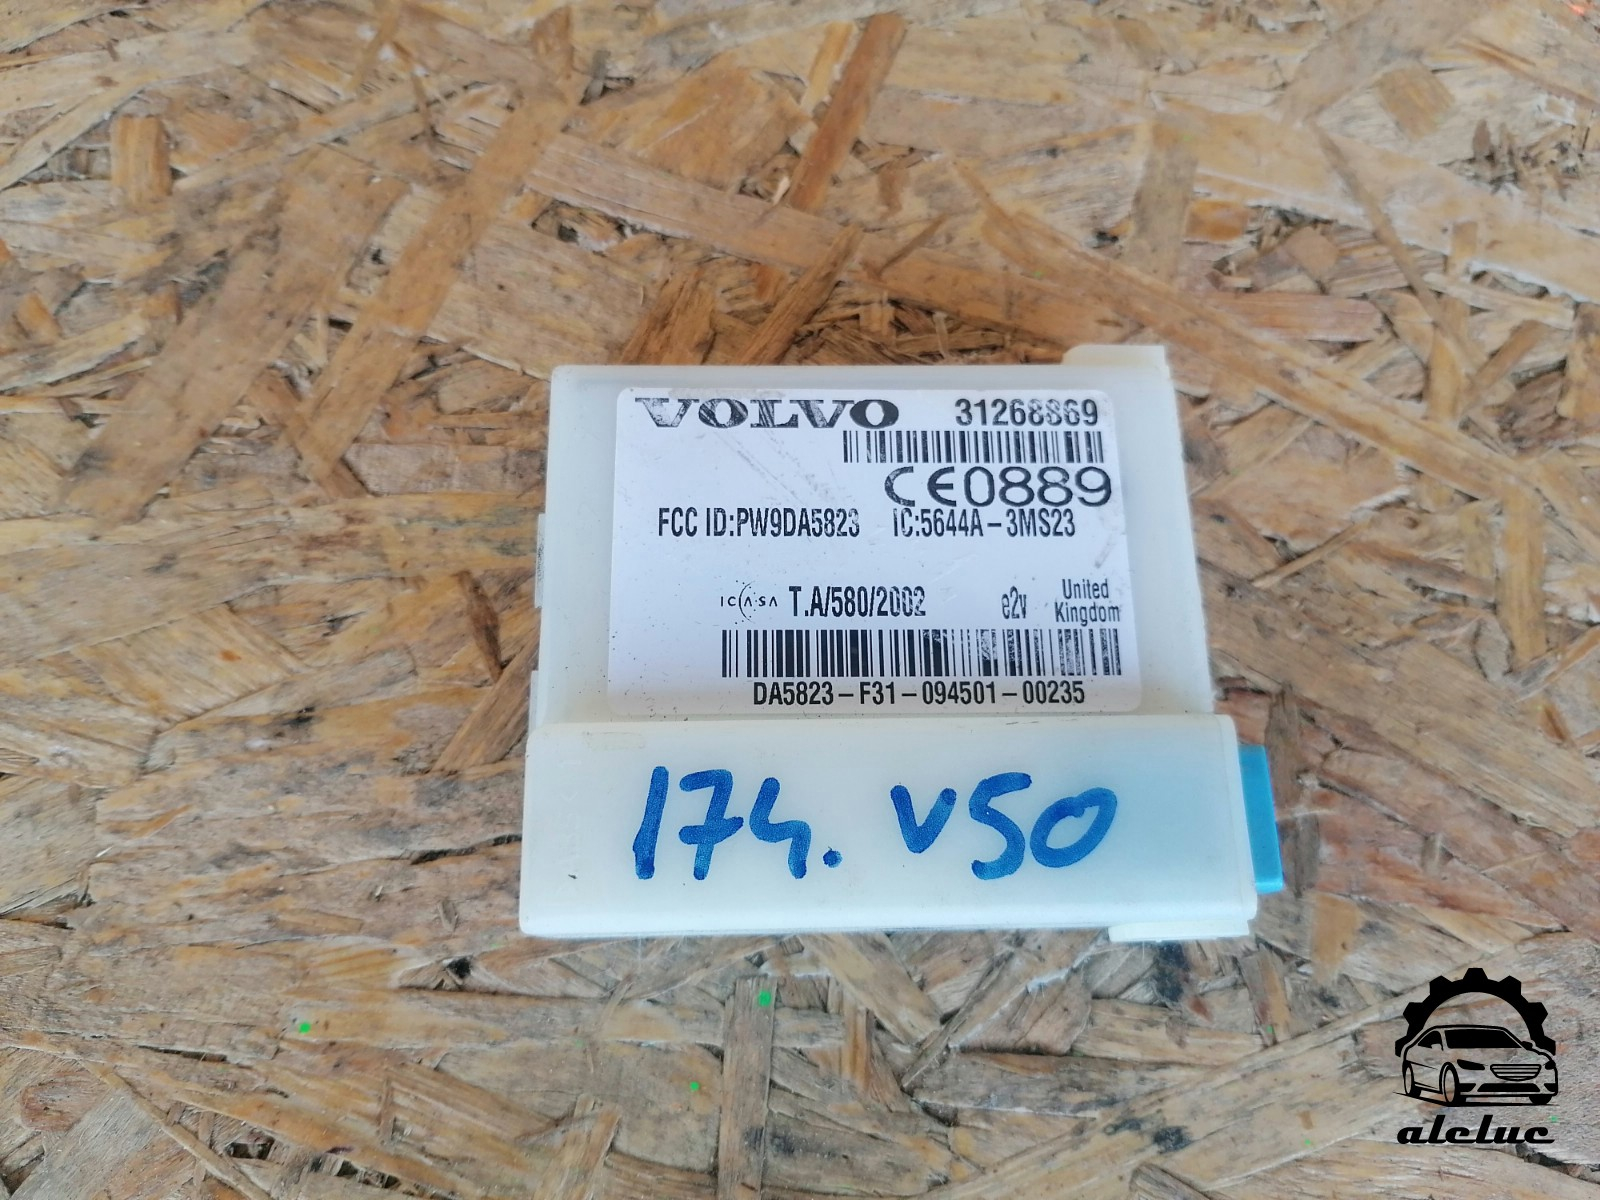 VOLVO 31268869
CE0889
FCC ID:PW9DA5823 IC:5644A-3MS23
ICASA T.A/580/2002 e2v United Kingdom
DA5823-F31-094501-00235
174. V50
aleluc